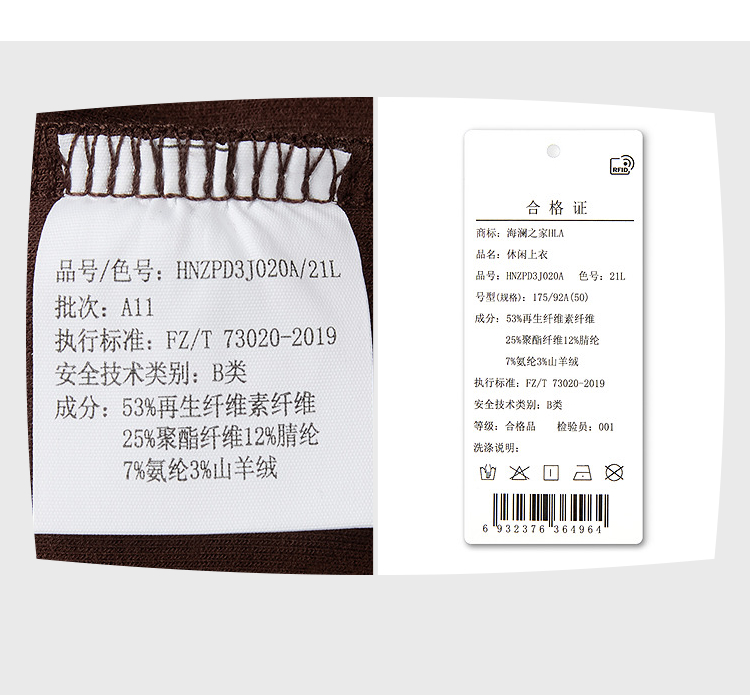 品号/色号: HNZPD3J020A/21L
批次: A11
执行标准: FZ/T 73020-2019
安全技术类别: B类
成分: 53%再生纤维素纤维
25%聚酯纤维12%腈纶
7%氨纶3%山羊绒
RFID
合格证
商标: 海澜之家HLA
品名: 休闲上衣
品号: HNZPD3J020A 色号: 21L
号型(规格): 175/92A(50)
成分: 53%再生纤维素纤维
25%聚酯纤维12%腈纶
7%氨纶3%山羊绒
执行标准: FZ/T 73020-2019
安全技术类别: B类
等级: 合格品 检验员: 001
洗涤说明:
6 932376 364964